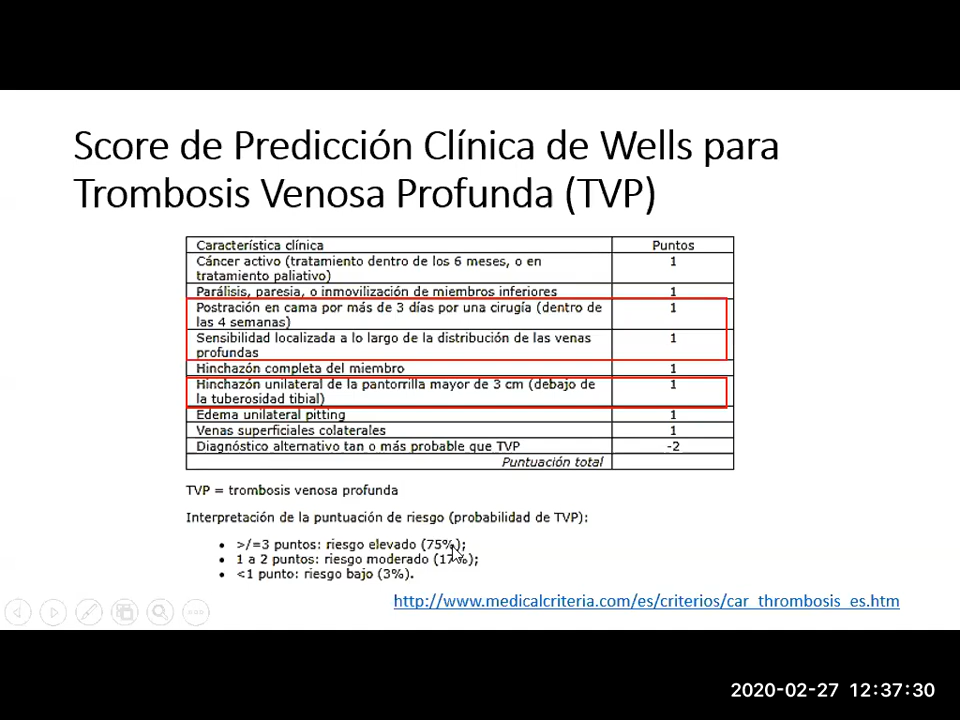 Score de Predicción Clínica de Wells para
Trombosis Venosa Profunda (TVP)
Característica clínica Puntos
Cáncer activo (tratamiento dentro de los 6 meses, o en 1
tratamiento paliativo)
Parálisis, paresia, o inmovilización de miembros inferiores 1
Postración en cama por más de 3 días por una cirugía (dentro de 1
las 4 semanas)
Sensibilidad localizada a lo largo de la distribución de las venas 1
profundas
Hinchazón completa del miembro 1
Hinchazón unilateral de la pantorrilla mayor de 3 cm (debajo de 1
la tuberosidad tibial)
Edema unilateral pitting 1
Venas superficiales colaterales 1
Diagnóstico alternativo tan o más probable que TVP -2
Puntuación total
TVP = trombosis venosa profunda
Interpretación de la puntuación de riesgo (probabilidad de TVP):
• >/=3 puntos: riesgo elevado (75%);
• 1 a 2 puntos: riesgo moderado (17%);
• <1 punto: riesgo bajo (3%).
http://www.medicalcriteria.com/es/criterios/car_thrombosis_es.htm
2020-02-27 12:37:30